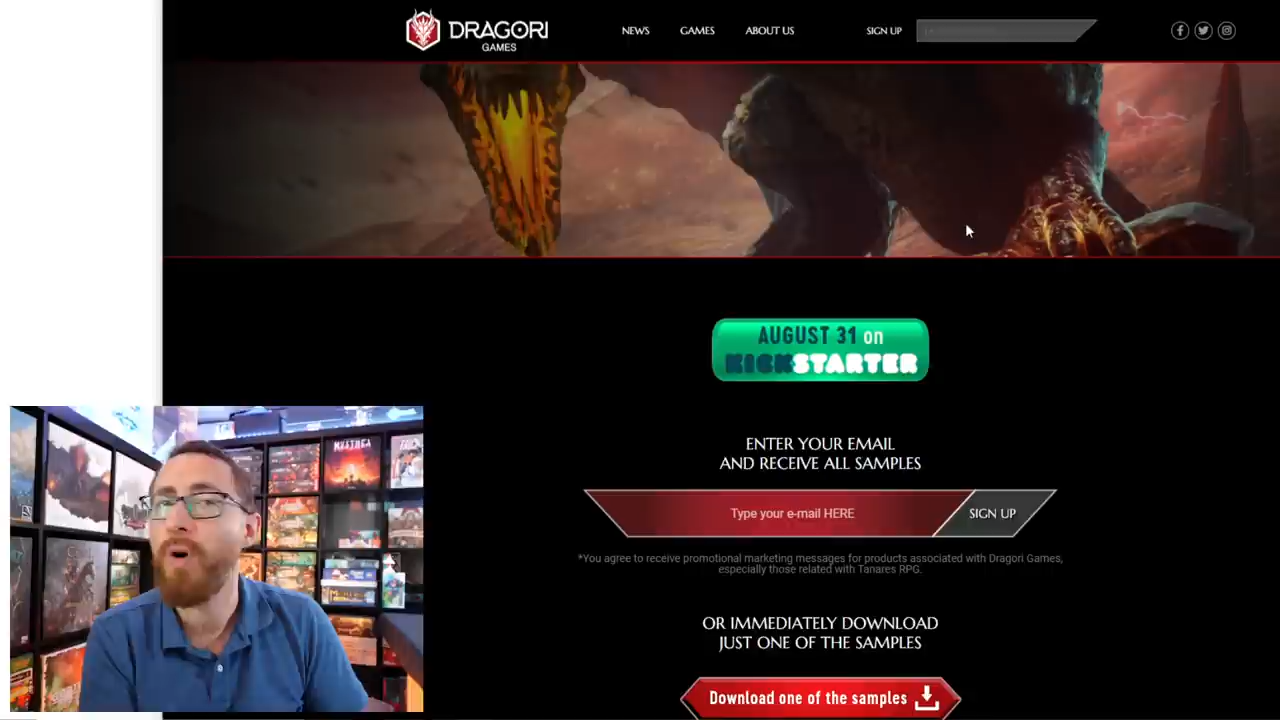 DRAGORI
GAMES
NEWS
GAMES
ABOUT US
SIGN UP
AUGUST 31 on
KICKSTARTER
ENTER YOUR EMAIL
AND RECEIVE ALL SAMPLES
Type your e-mail HERE
SIGN UP
*You agree to receive promotional marketing messages for products associated with Dragori Games,
especially those related with Tanares RPG.
OR IMMEDIATELY DOWNLOAD
JUST ONE OF THE SAMPLES
Download one of the samples
MYTHEA